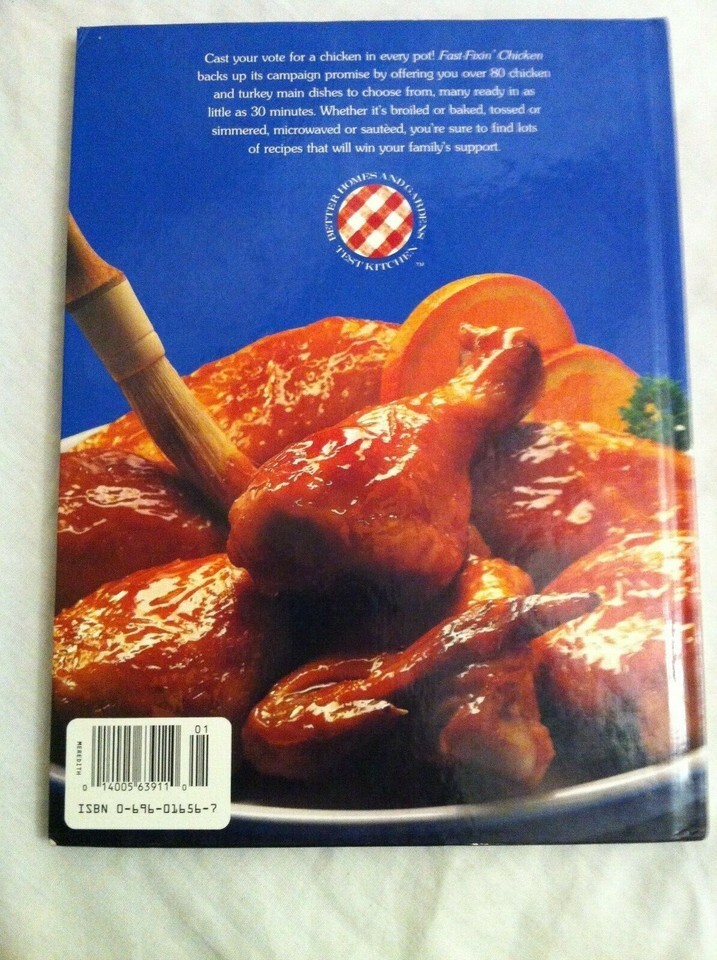 Cast your vote for a chicken in every pot! Fast-Fixin' Chicken
backs up its campaign promise by offering you over 80 chicken
and turkey main dishes to choose from, many ready in as
little as 30 minutes. Whether it's broiled or baked, tossed or
simmered, microwaved or sautéed, you're sure to find lots
of recipes that will win your family's support.
BETTER HOMES AND GARDENS
TEST KITCHEN ™
MEREDITH
01
0 14005 63911 0
ISBN 0-696-01656-7